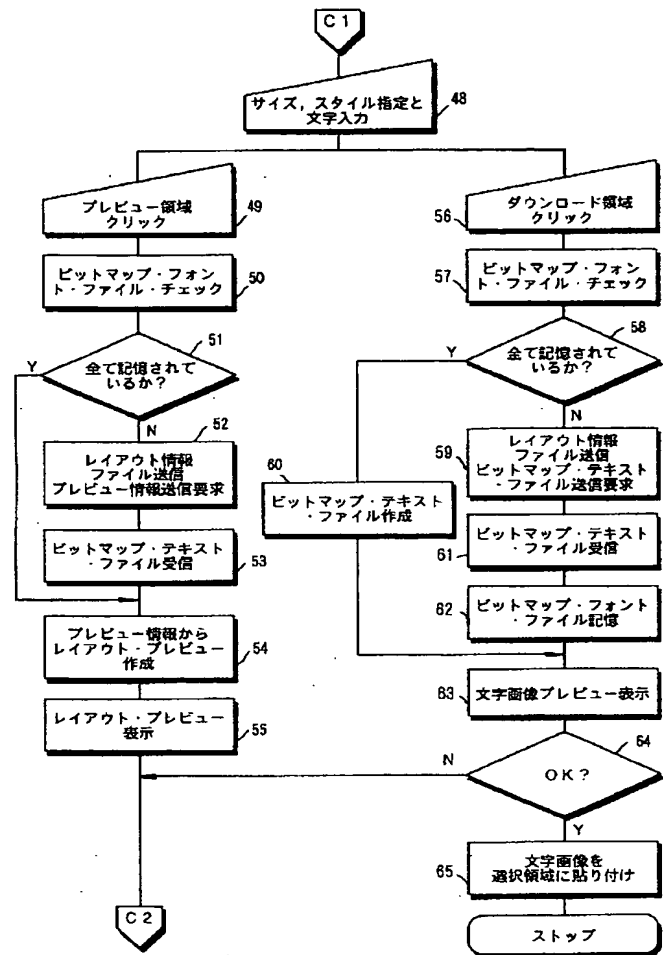 C1
サイズ，スタイル指定と
文字入力
48
プレビュー領域
クリック
49
ビットマップ・フォン
ト・ファイル・チェック
50
51
全て記憶されて
いるか？
Y
N
52
レイアウト情報
ファイル送信
プレビュー情報送信要求
ビットマップ・テキスト
・ファイル受信
53
プレビュー情報から
レイアウト・プレビュー
作成
54
レイアウト・プレビュー
表示
55
C2
ダウンロード領域
クリック
56
ビットマップ・フォン
ト・ファイル・チェック
57
58
全て記憶されて
いるか？
Y
N
59
レイアウト情報
ファイル送信
ビットマップ・テキスト
・ファイル送信要求
60
ビットマップ・テキスト
・ファイル作成
ビットマップ・テキスト
・ファイル受信
61
62
ビットマップ・フォント
・ファイル記憶
文字画像プレビュー表示
63
64
OK？
N
Y
65
文字画像を
選択領域に貼り付け
ストップ